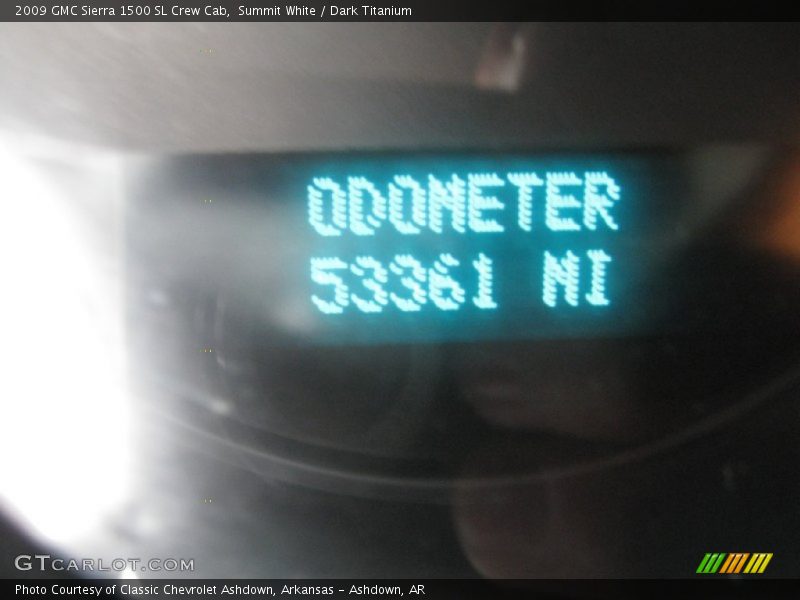 2009 GMC Sierra 1500 SL Crew Cab, Summit White / Dark Titanium
ODOMETER
53361 MI
GTCARLOT.COM
Photo Courtesy of Classic Chevrolet Ashdown, Arkansas - Ashdown, AR